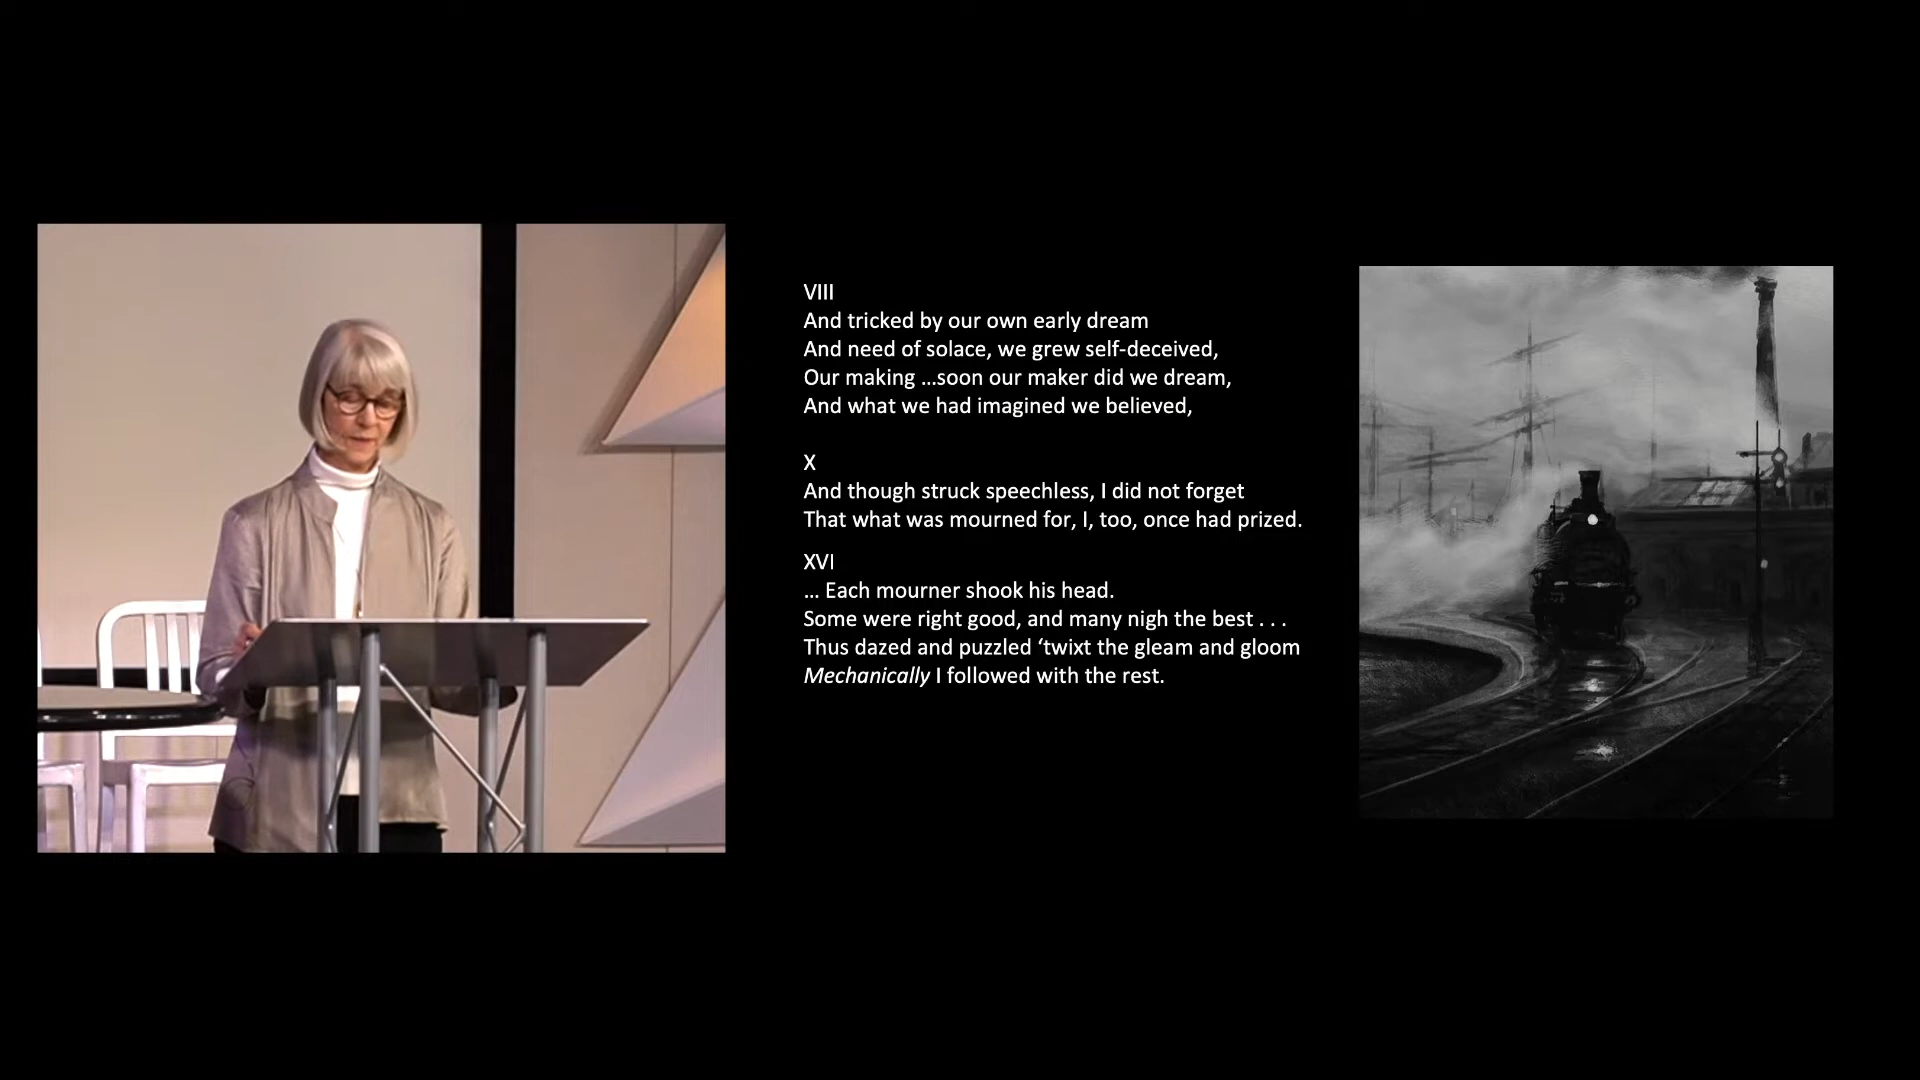 VIII
And tricked by our own early dream
And need of solace, we grew self-deceived,
Our making ...soon our maker did we dream,
And what we had imagined we believed,
X
And though struck speechless, I did not forget
That what was mourned for, I, too, once had prized.
XVI
... Each mourner shook his head.
Some were right good, and many nigh the best . . .
Thus dazed and puzzled ‘twixt the gleam and gloom
Mechanically I followed with the rest.